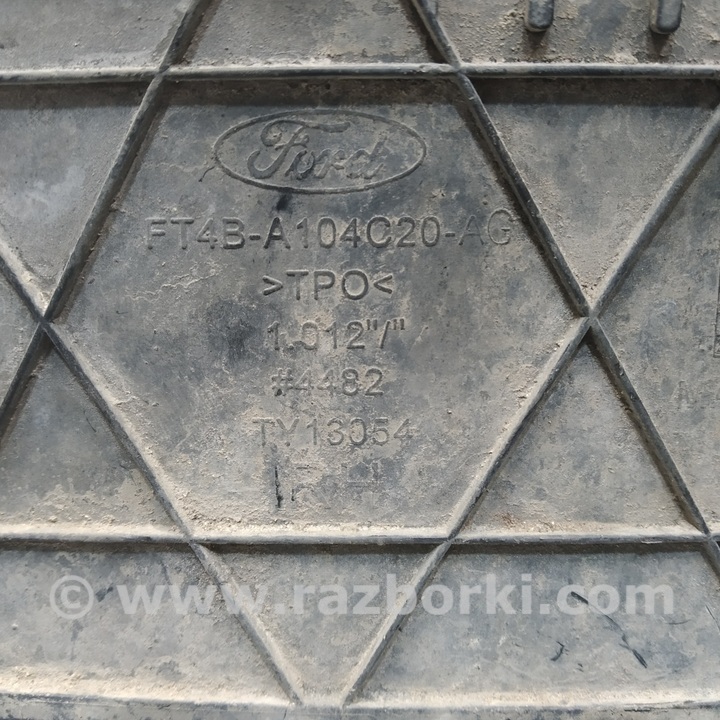 Ford
FT4B-A104C20-AG
>TPO<
1.012"/"
#4482
TY13054
© www.razborki.com